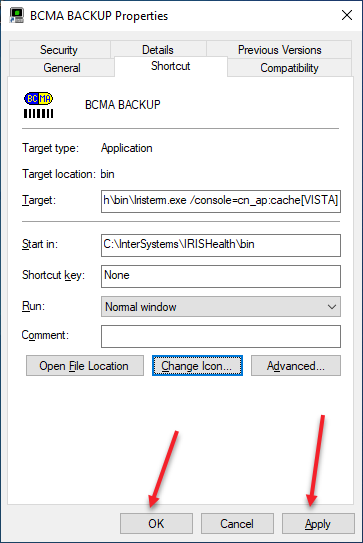 BCMA BACKUP Properties
Security Details Previous Versions
General Shortcut Compatibility
BCMA
BCMA BACKUP
Target type: Application
Target location: bin
Target: h\bin\Iristerm.exe /console=cn_ap:cache[VISTA]
Start in: C:\InterSystems\IRISHealth\bin
Shortcut key: None
Run: Normal window
Comment:
Open File Location Change Icon... Advanced...
OK Cancel Apply